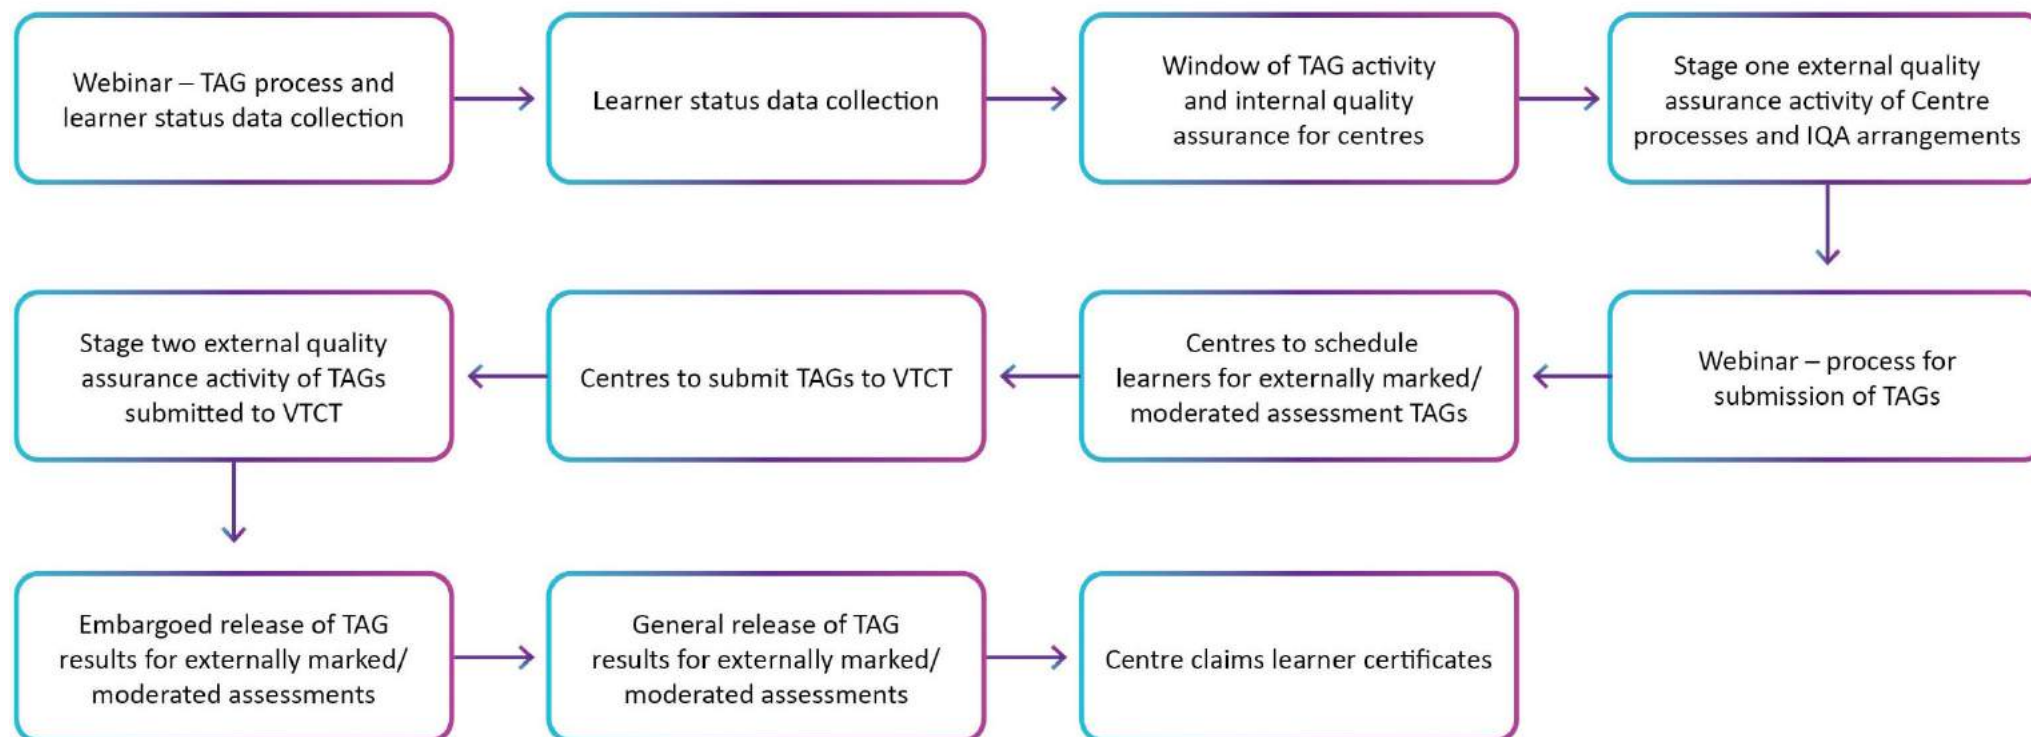 Webinar – TAG process and
learner status data collection
Learner status data collection
Window of TAG activity
and internal quality
assurance for centres
Stage one external quality
assurance activity of Centre
processes and IQA arrangements
Webinar – process for
submission of TAGs
Centres to schedule
learners for externally marked/
moderated assessment TAGs
Centres to submit TAGs to VTCT
Stage two external quality
assurance activity of TAGs
submitted to VTCT
Embargoed release of TAG
results for externally marked/
moderated assessments
General release of TAG
results for externally marked/
moderated assessments
Centre claims learner certificates